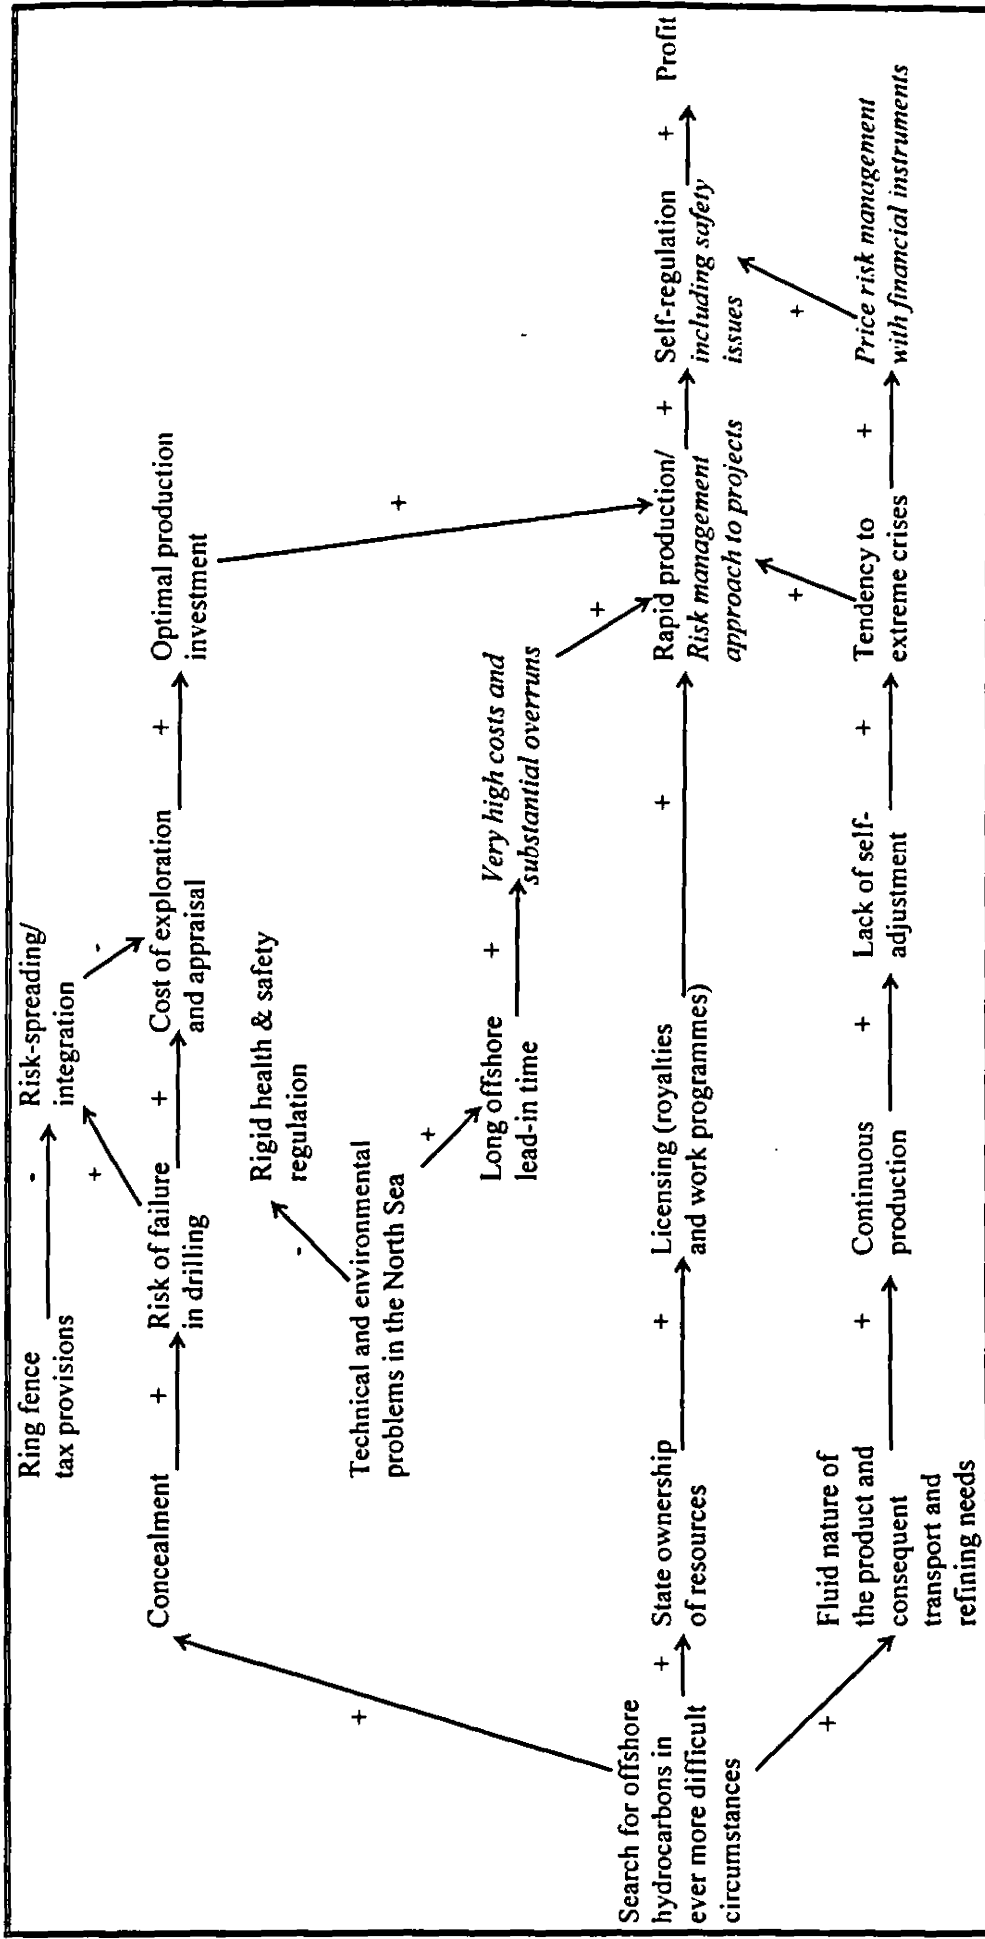 Ring fence
tax provisions
-
Risk-spreading/
integration
+
-
Concealment
+
Risk of failure
in drilling
+
Cost of exploration
and appraisal
+
Optimal production
investment
Rigid health & safety
regulation
-
Technical and environmental
problems in the North Sea
+
+
Long offshore
lead-in time
+
Very high costs and
substantial overruns
+
+
Search for offshore
hydrocarbons in
ever more difficult
circumstances
+
State ownership
of resources
+
Licensing (royalties
and work programmes)
+
Rapid production/
Risk management
approach to projects
+
Self-regulation
including safety
issues
+
Profit
+
+
+
Fluid nature of
the product and
consequent
transport and
refining needs
+
Continuous
production
+
Lack of self-
adjustment
+
Tendency to
extreme crises
+
Price risk management
with financial instruments